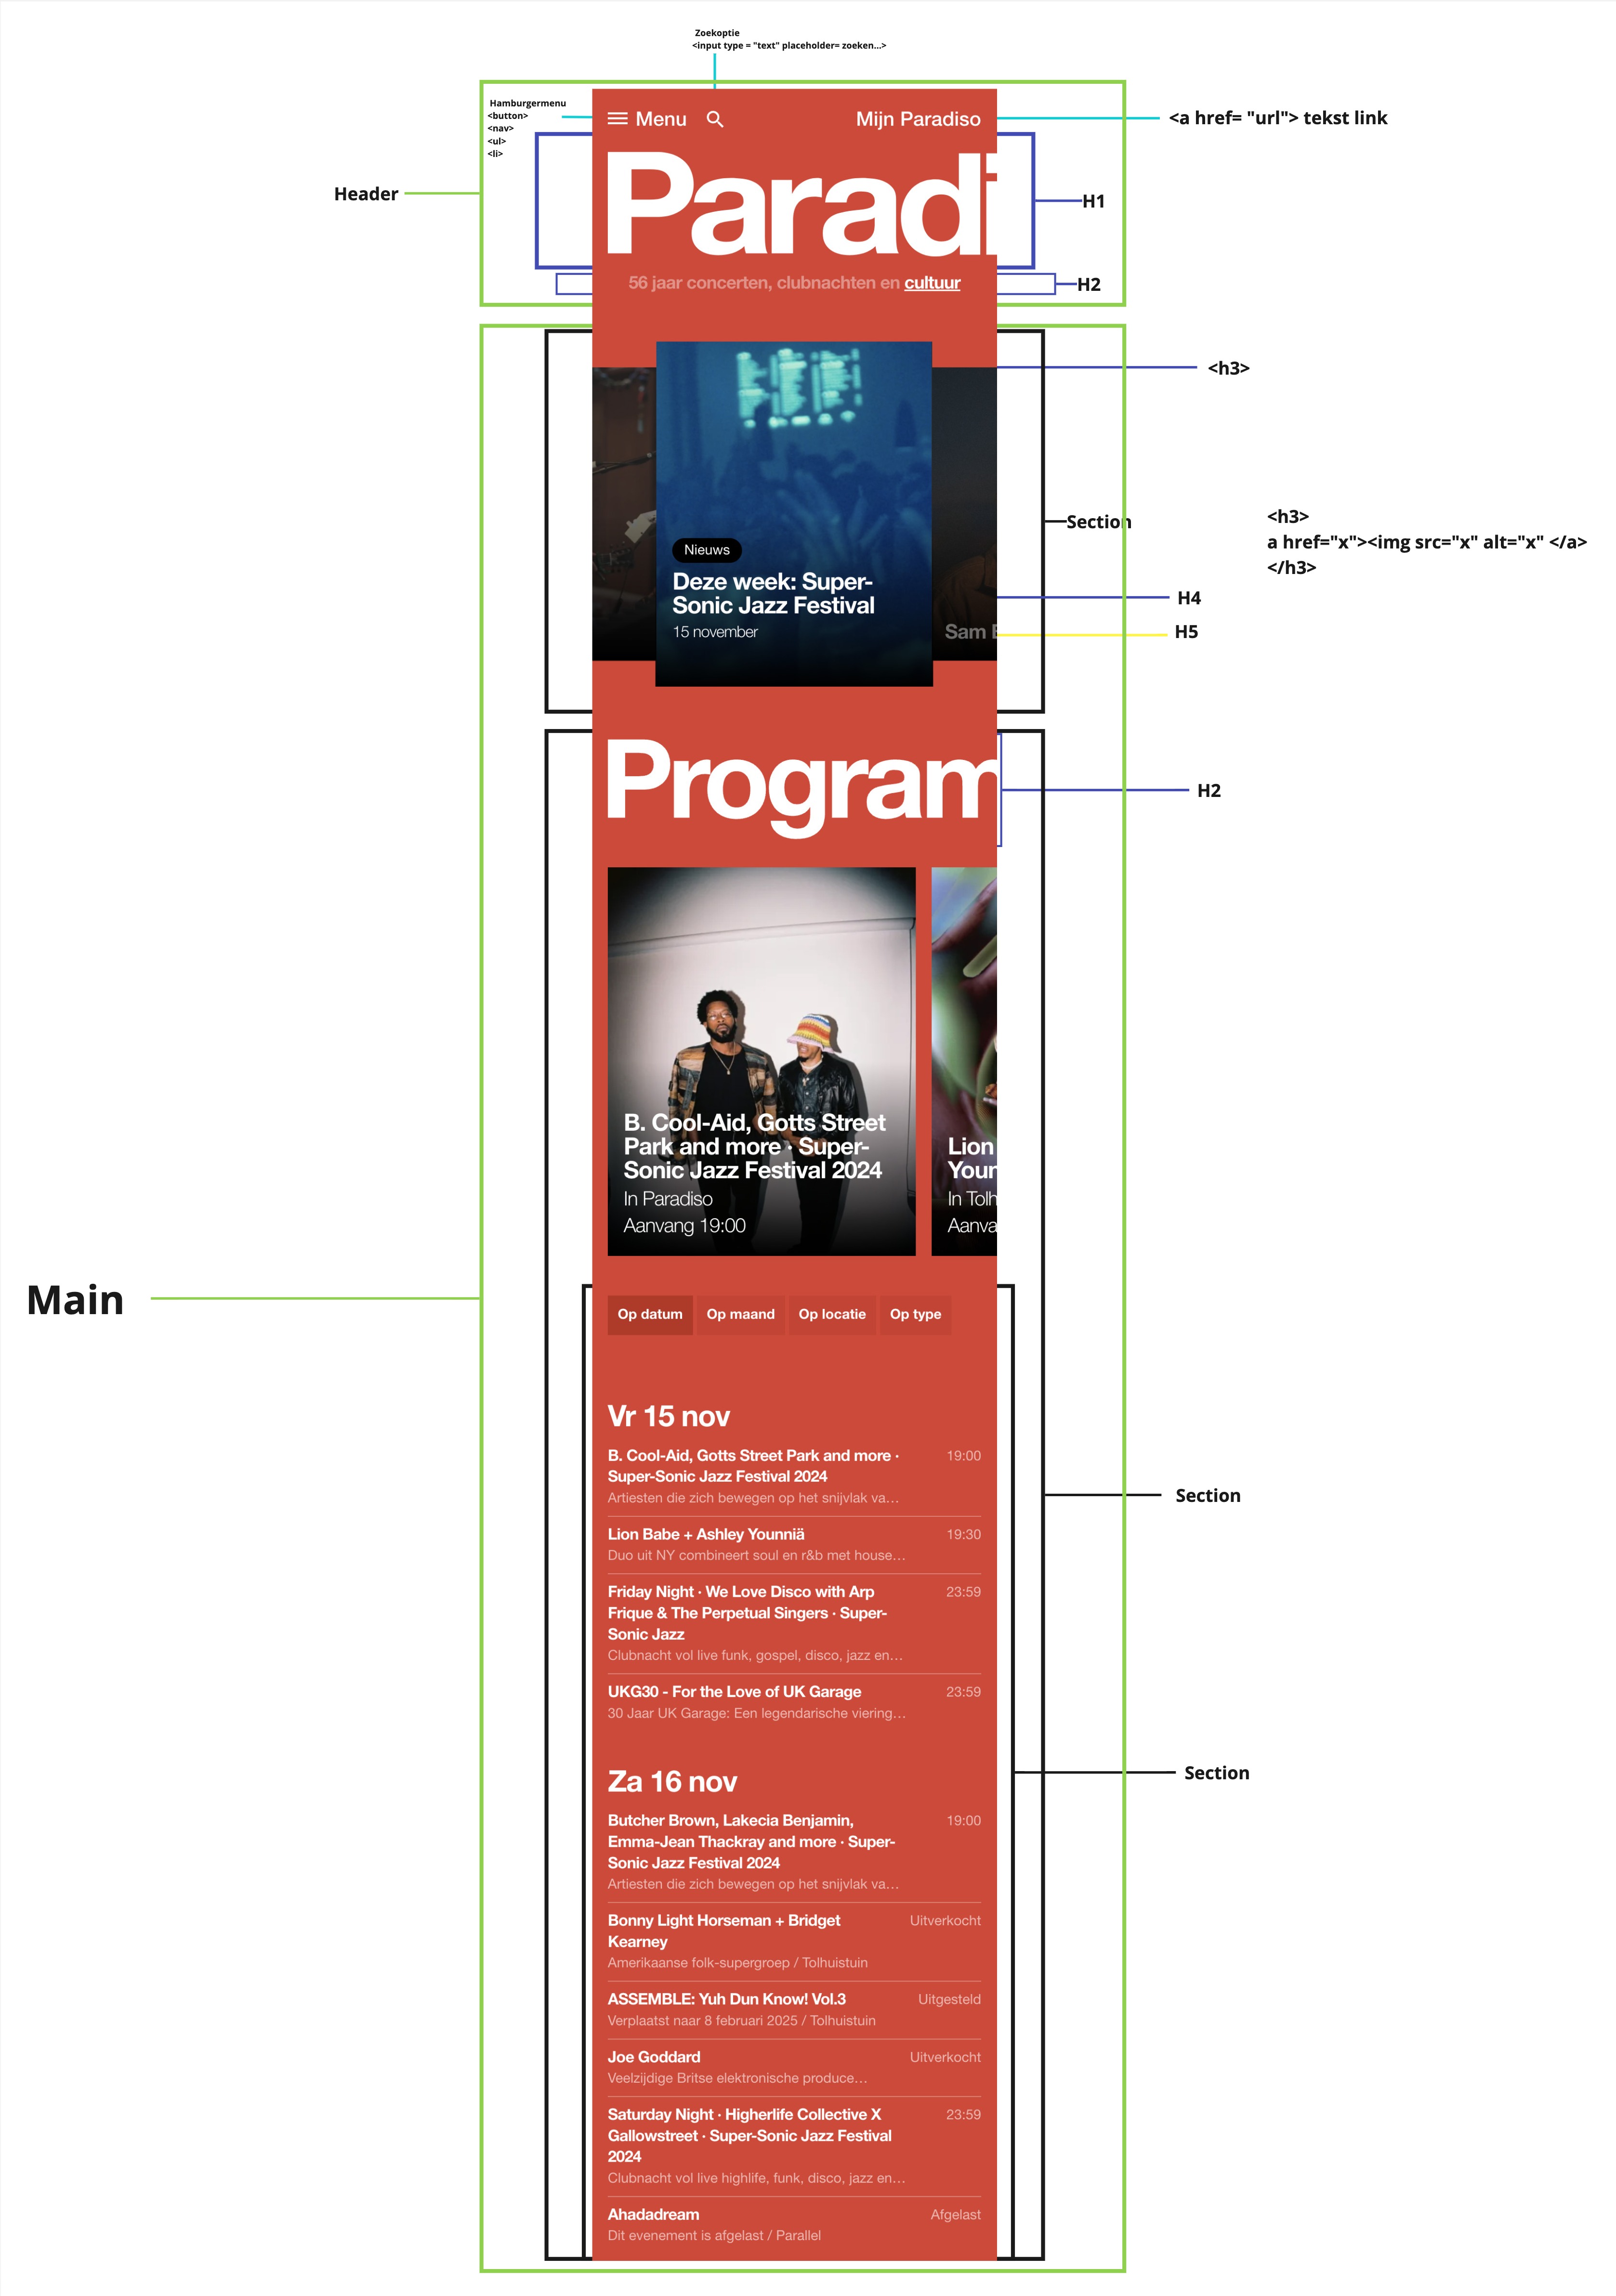 Zoekoptie
<input type = "text" placeholder= zoeken...>
Hamburgermenu
<button>
<nav>
<ul>
<li>
Menu
Mijn Paradiso
<a href= "url"> tekst link
Header
Paradi
H1
56 jaar concerten, clubnachten en cultuur
H2
<h3>
Section
<h3>
a href="x"><img src="x" alt="x" </a>
</h3>
Nieuws
Deze week: Super-
Sonic Jazz Festival
15 november
Sam E
H4
H5
Program
H2
B. Cool-Aid, Gotts Street
Park and more · Super-
Sonic Jazz Festival 2024
In Paradiso
Aanvang 19:00
Lion
Your
In Tolh
Aanva
Main
Op datum
Op maand
Op locatie
Op type
Vr 15 nov
B. Cool-Aid, Gotts Street Park and more · 19:00
Super-Sonic Jazz Festival 2024
Artiesten die zich bewegen op het snijvlak va...
Section
Lion Babe + Ashley Younniä 19:30
Duo uit NY combineert soul en r&b met house...
Friday Night · We Love Disco with Arp 23:59
Frique & The Perpetual Singers · Super-
Sonic Jazz
Clubnacht vol live funk, gospel, disco, jazz en...
UKG30 - For the Love of UK Garage 23:59
30 Jaar UK Garage: Een legendarische viering...
Za 16 nov
Section
Butcher Brown, Lakecia Benjamin, 19:00
Emma-Jean Thackray and more · Super-
Sonic Jazz Festival 2024
Artiesten die zich bewegen op het snijvlak va...
Bonny Light Horseman + Bridget Uitverkocht
Kearney
Amerikaanse folk-supergroep / Tolhuistuin
ASSEMBLE: Yuh Dun Know! Vol.3 Uitgesteld
Verplaatst naar 8 februari 2025 / Tolhuistuin
Joe Goddard Uitverkocht
Veelzijdige Britse elektronische produce...
Saturday Night · Higherlife Collective X 23:59
Gallowstreet · Super-Sonic Jazz Festival
2024
Clubnacht vol live highlife, funk, disco, jazz en...
Ahadadream Afgelast
Dit evenement is afgelast / Parallel